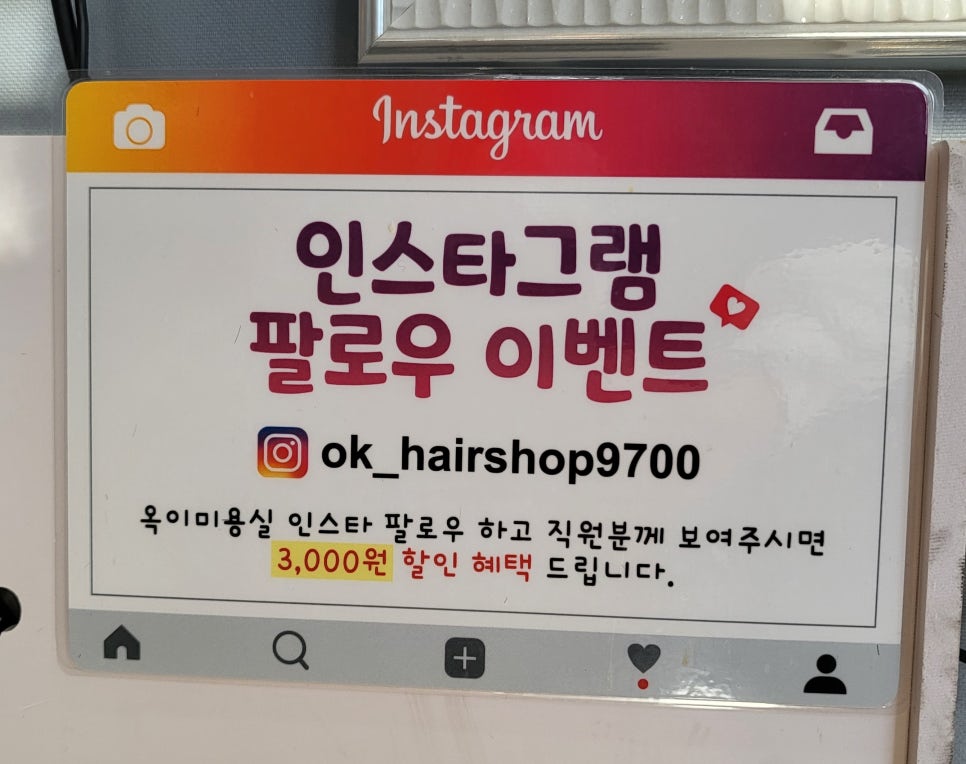 Instagram
인스타그램
팔로우 이벤트
ok_hairshop9700
옥이미용실 인스타 팔로우 하고 직원분께 보여주시면
3,000원 할인 혜택 드립니다.